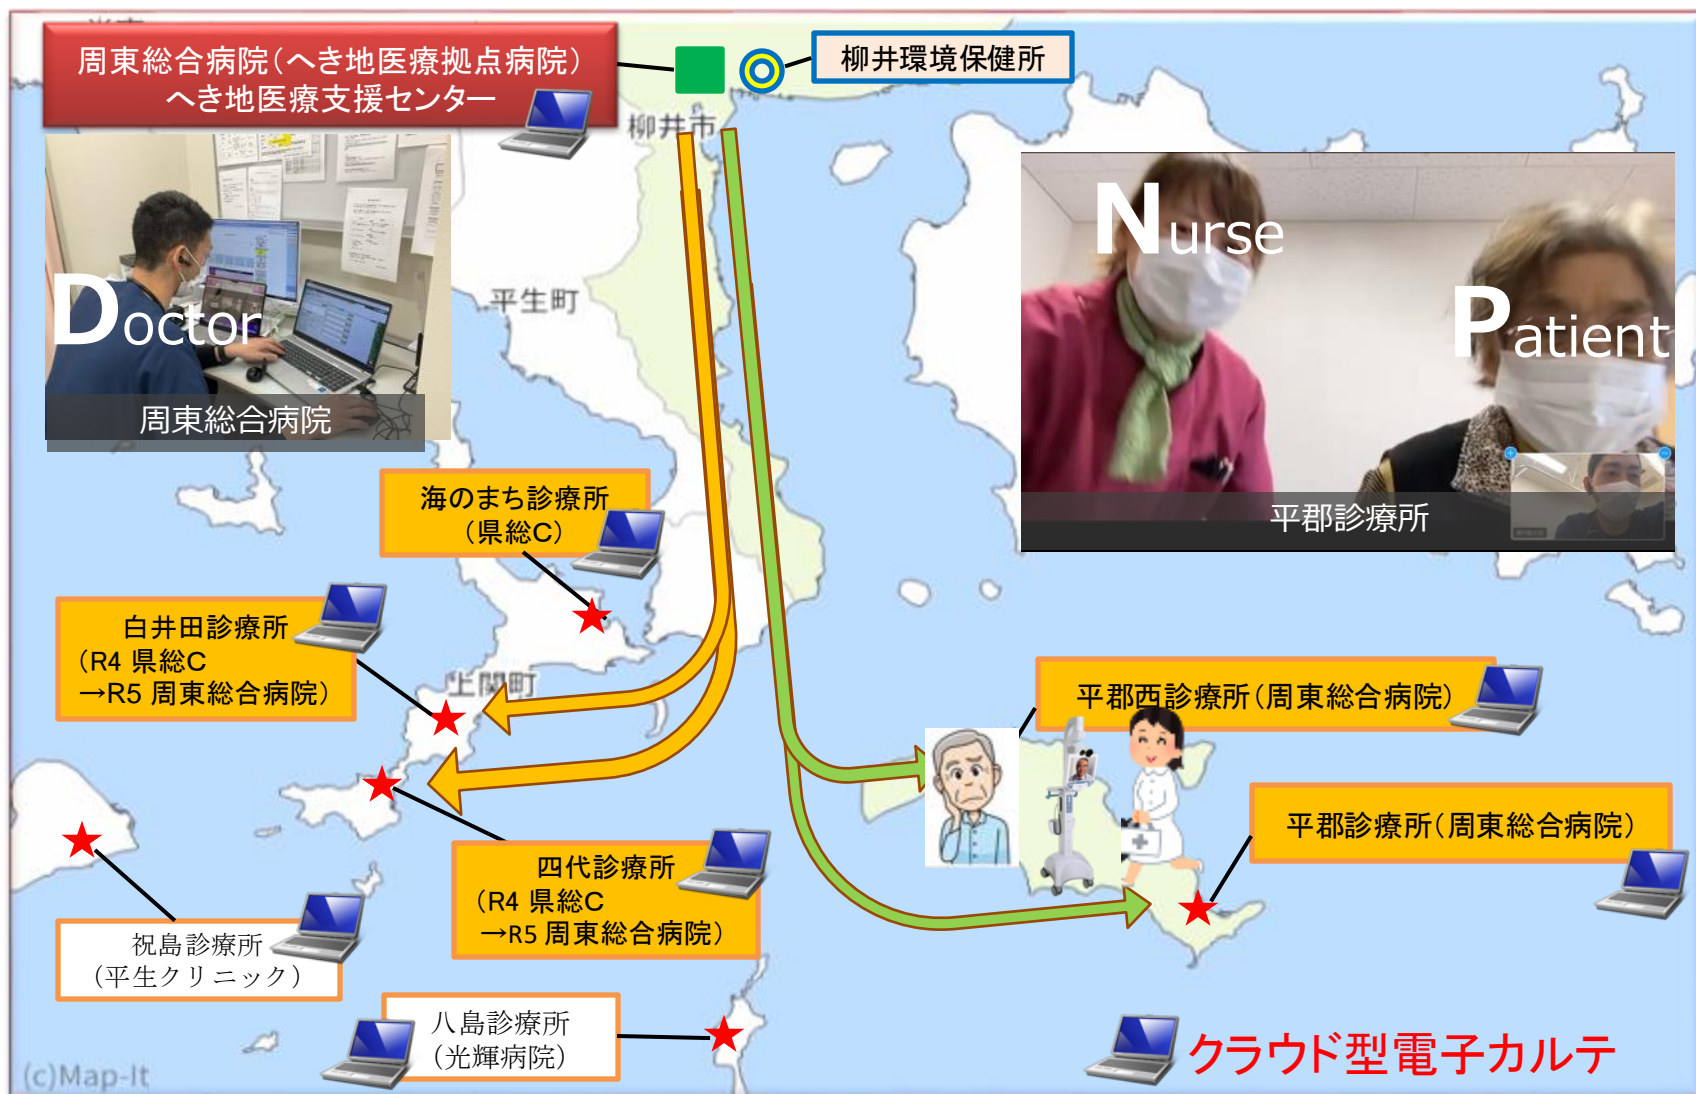 周東総合病院（へき地医療拠点病院）
へき地医療支援センター
柳井環境保健所
柳井市
Doctor
周東総合病院
平生町
Nurse
Patient
平郡診療所
海のまち診療所
（県総C）
白井田診療所
（R4 県総C
→R5 周東総合病院）
上関町
平郡西診療所（周東総合病院）
平郡診療所（周東総合病院）
四代診療所
（R4 県総C
→R5 周東総合病院）
祝島診療所
（平生クリニック）
八島診療所
（光輝病院）
クラウド型電子カルテ
(c)Map-It